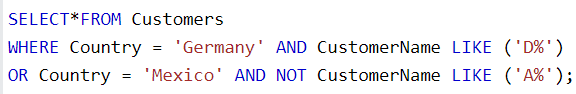 SELECT*FROM Customers
WHERE Country = 'Germany' AND CustomerName LIKE ('D%')
OR Country = 'Mexico' AND NOT CustomerName LIKE ('A%');